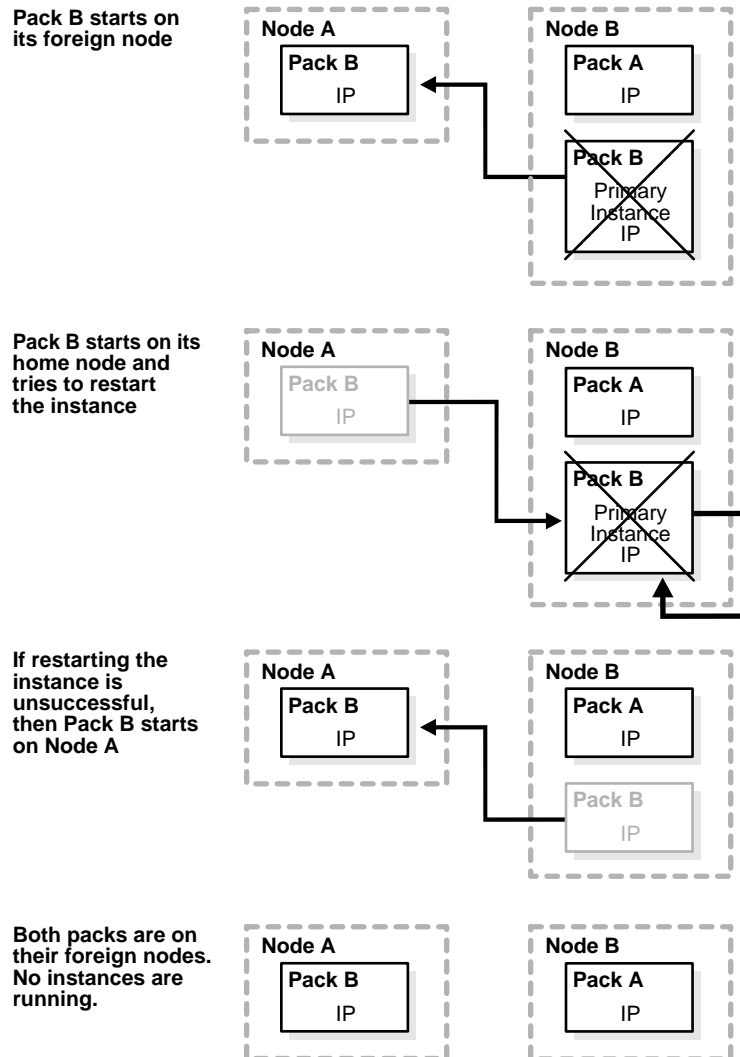 Pack B starts on
its foreign node
Node A
Pack B
IP
Node B
Pack A
IP
Pack B
Primary
Instance
IP
Pack B starts on its
home node and
tries to restart
the instance
Node A
Pack B
IP
Node B
Pack A
IP
Pack B
Primary
Instance
IP
If restarting the
instance is
unsuccessful,
then Pack B starts
on Node A
Node A
Pack B
IP
Node B
Pack A
IP
Pack B
IP
Both packs are on
their foreign nodes.
No instances are
running.
Node A
Pack B
IP
Node B
Pack A
IP